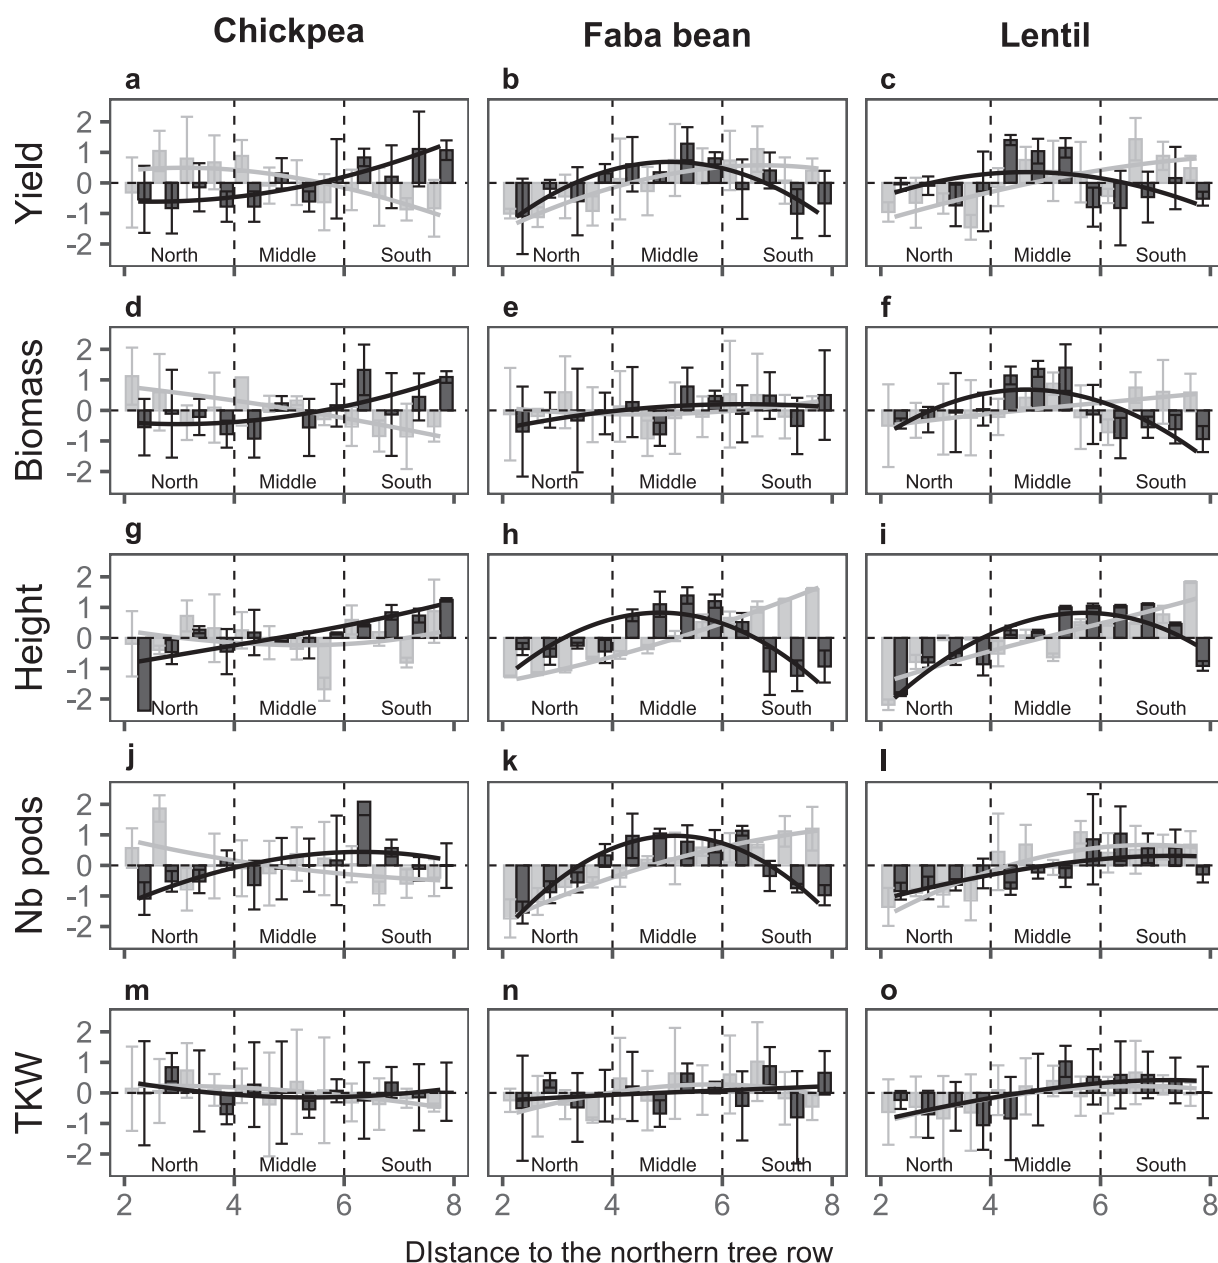 Chickpea Faba bean Lentil
a b c
Yield
2
1
0
-1
-2
North Middle South North Middle South North Middle South
d e f
Biomass
2
1
0
-1
-2
North Middle South North Middle South North Middle South
g h i
Height
2
1
0
-1
-2
North Middle South North Middle South North Middle South
j k l
Nb pods
2
1
0
-1
-2
North Middle South North Middle South North Middle South
m n o
TKW
2
1
0
-1
-2
North Middle South North Middle South North Middle South
2 4 6 8 2 4 6 8 2 4 6 8
DIstance to the northern tree row